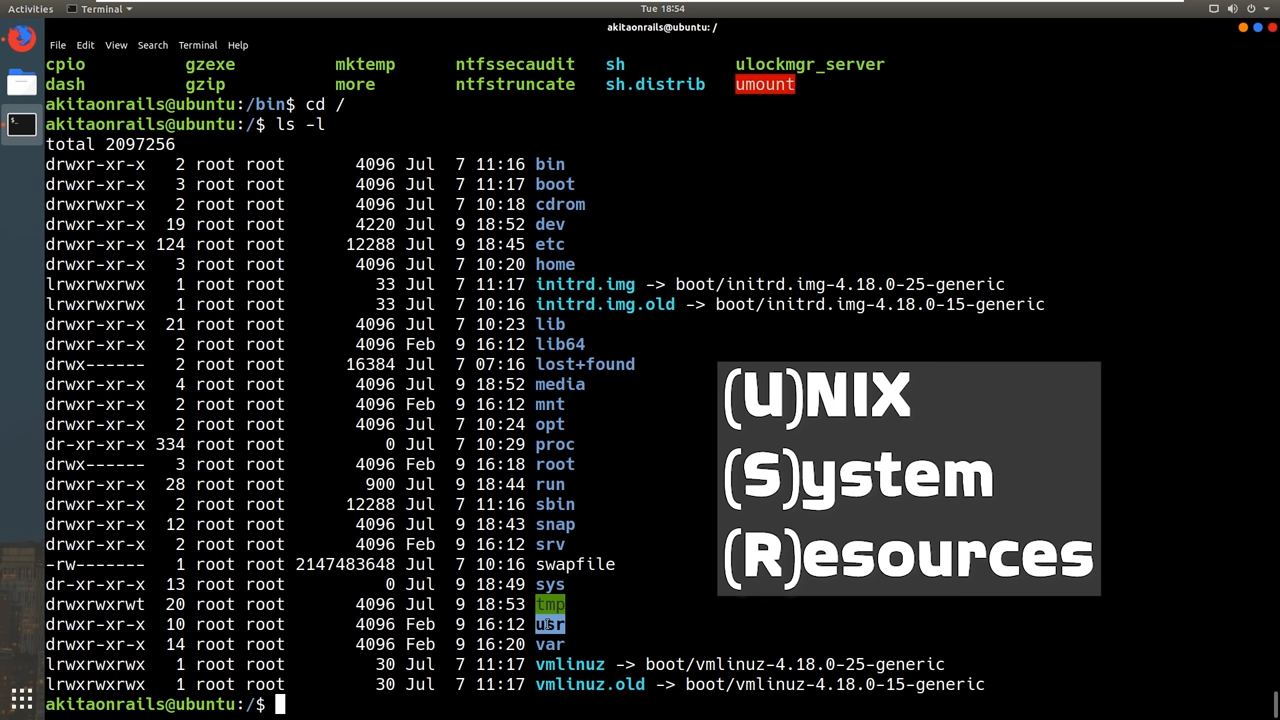 Activities Terminal Tue 18:54
akitaonrails@ubuntu: /
File Edit View Search Terminal Help
cpio gzexe mktemp ntfssecaudit sh ulockmgr_server
dash gzip more ntfstruncate sh.distrib umount
akitaonrails@ubuntu:/bin$ cd /
akitaonrails@ubuntu:/$ ls -l
total 2097256
drwxr-xr-x 2 root root 4096 Jul 7 11:16 bin
drwxr-xr-x 3 root root 4096 Jul 7 11:17 boot
drwxrwxr-x 2 root root 4096 Jul 7 10:18 cdrom
drwxr-xr-x 19 root root 4220 Jul 9 18:52 dev
drwxr-xr-x 124 root root 12288 Jul 9 18:45 etc
drwxr-xr-x 3 root root 4096 Jul 7 10:20 home
lrwxrwxrwx 1 root root 33 Jul 7 11:17 initrd.img -> boot/initrd.img-4.18.0-25-generic
lrwxrwxrwx 1 root root 33 Jul 7 10:16 initrd.img.old -> boot/initrd.img-4.18.0-15-generic
drwxr-xr-x 21 root root 4096 Jul 7 10:23 lib
drwxr-xr-x 2 root root 4096 Feb 9 16:12 lib64
drwx------ 2 root root 16384 Jul 7 07:16 lost+found
drwxr-xr-x 4 root root 4096 Jul 9 18:52 media
drwxr-xr-x 2 root root 4096 Feb 9 16:12 mnt
drwxr-xr-x 2 root root 4096 Jul 7 10:24 opt
dr-xr-xr-x 334 root root 0 Jul 7 10:29 proc
drwx------ 3 root root 4096 Feb 9 16:18 root
drwxr-xr-x 28 root root 900 Jul 9 18:44 run
drwxr-xr-x 2 root root 12288 Jul 7 11:16 sbin
drwxr-xr-x 12 root root 4096 Jul 9 18:43 snap
drwxr-xr-x 2 root root 4096 Feb 9 16:12 srv
-rw------- 1 root root 2147483648 Jul 7 10:16 swapfile
dr-xr-xr-x 13 root root 0 Jul 9 18:49 sys
drwxrwxrwt 20 root root 4096 Jul 9 18:53 tmp
drwxr-xr-x 10 root root 4096 Feb 9 16:12 usr
drwxr-xr-x 14 root root 4096 Feb 9 16:20 var
lrwxrwxrwx 1 root root 30 Jul 7 11:17 vmlinuz -> boot/vmlinuz-4.18.0-25-generic
lrwxrwxrwx 1 root root 30 Jul 7 11:17 vmlinuz.old -> boot/vmlinuz-4.18.0-15-generic
akitaonrails@ubuntu:/$
(U)NIX
(S)ystem
(R)esources